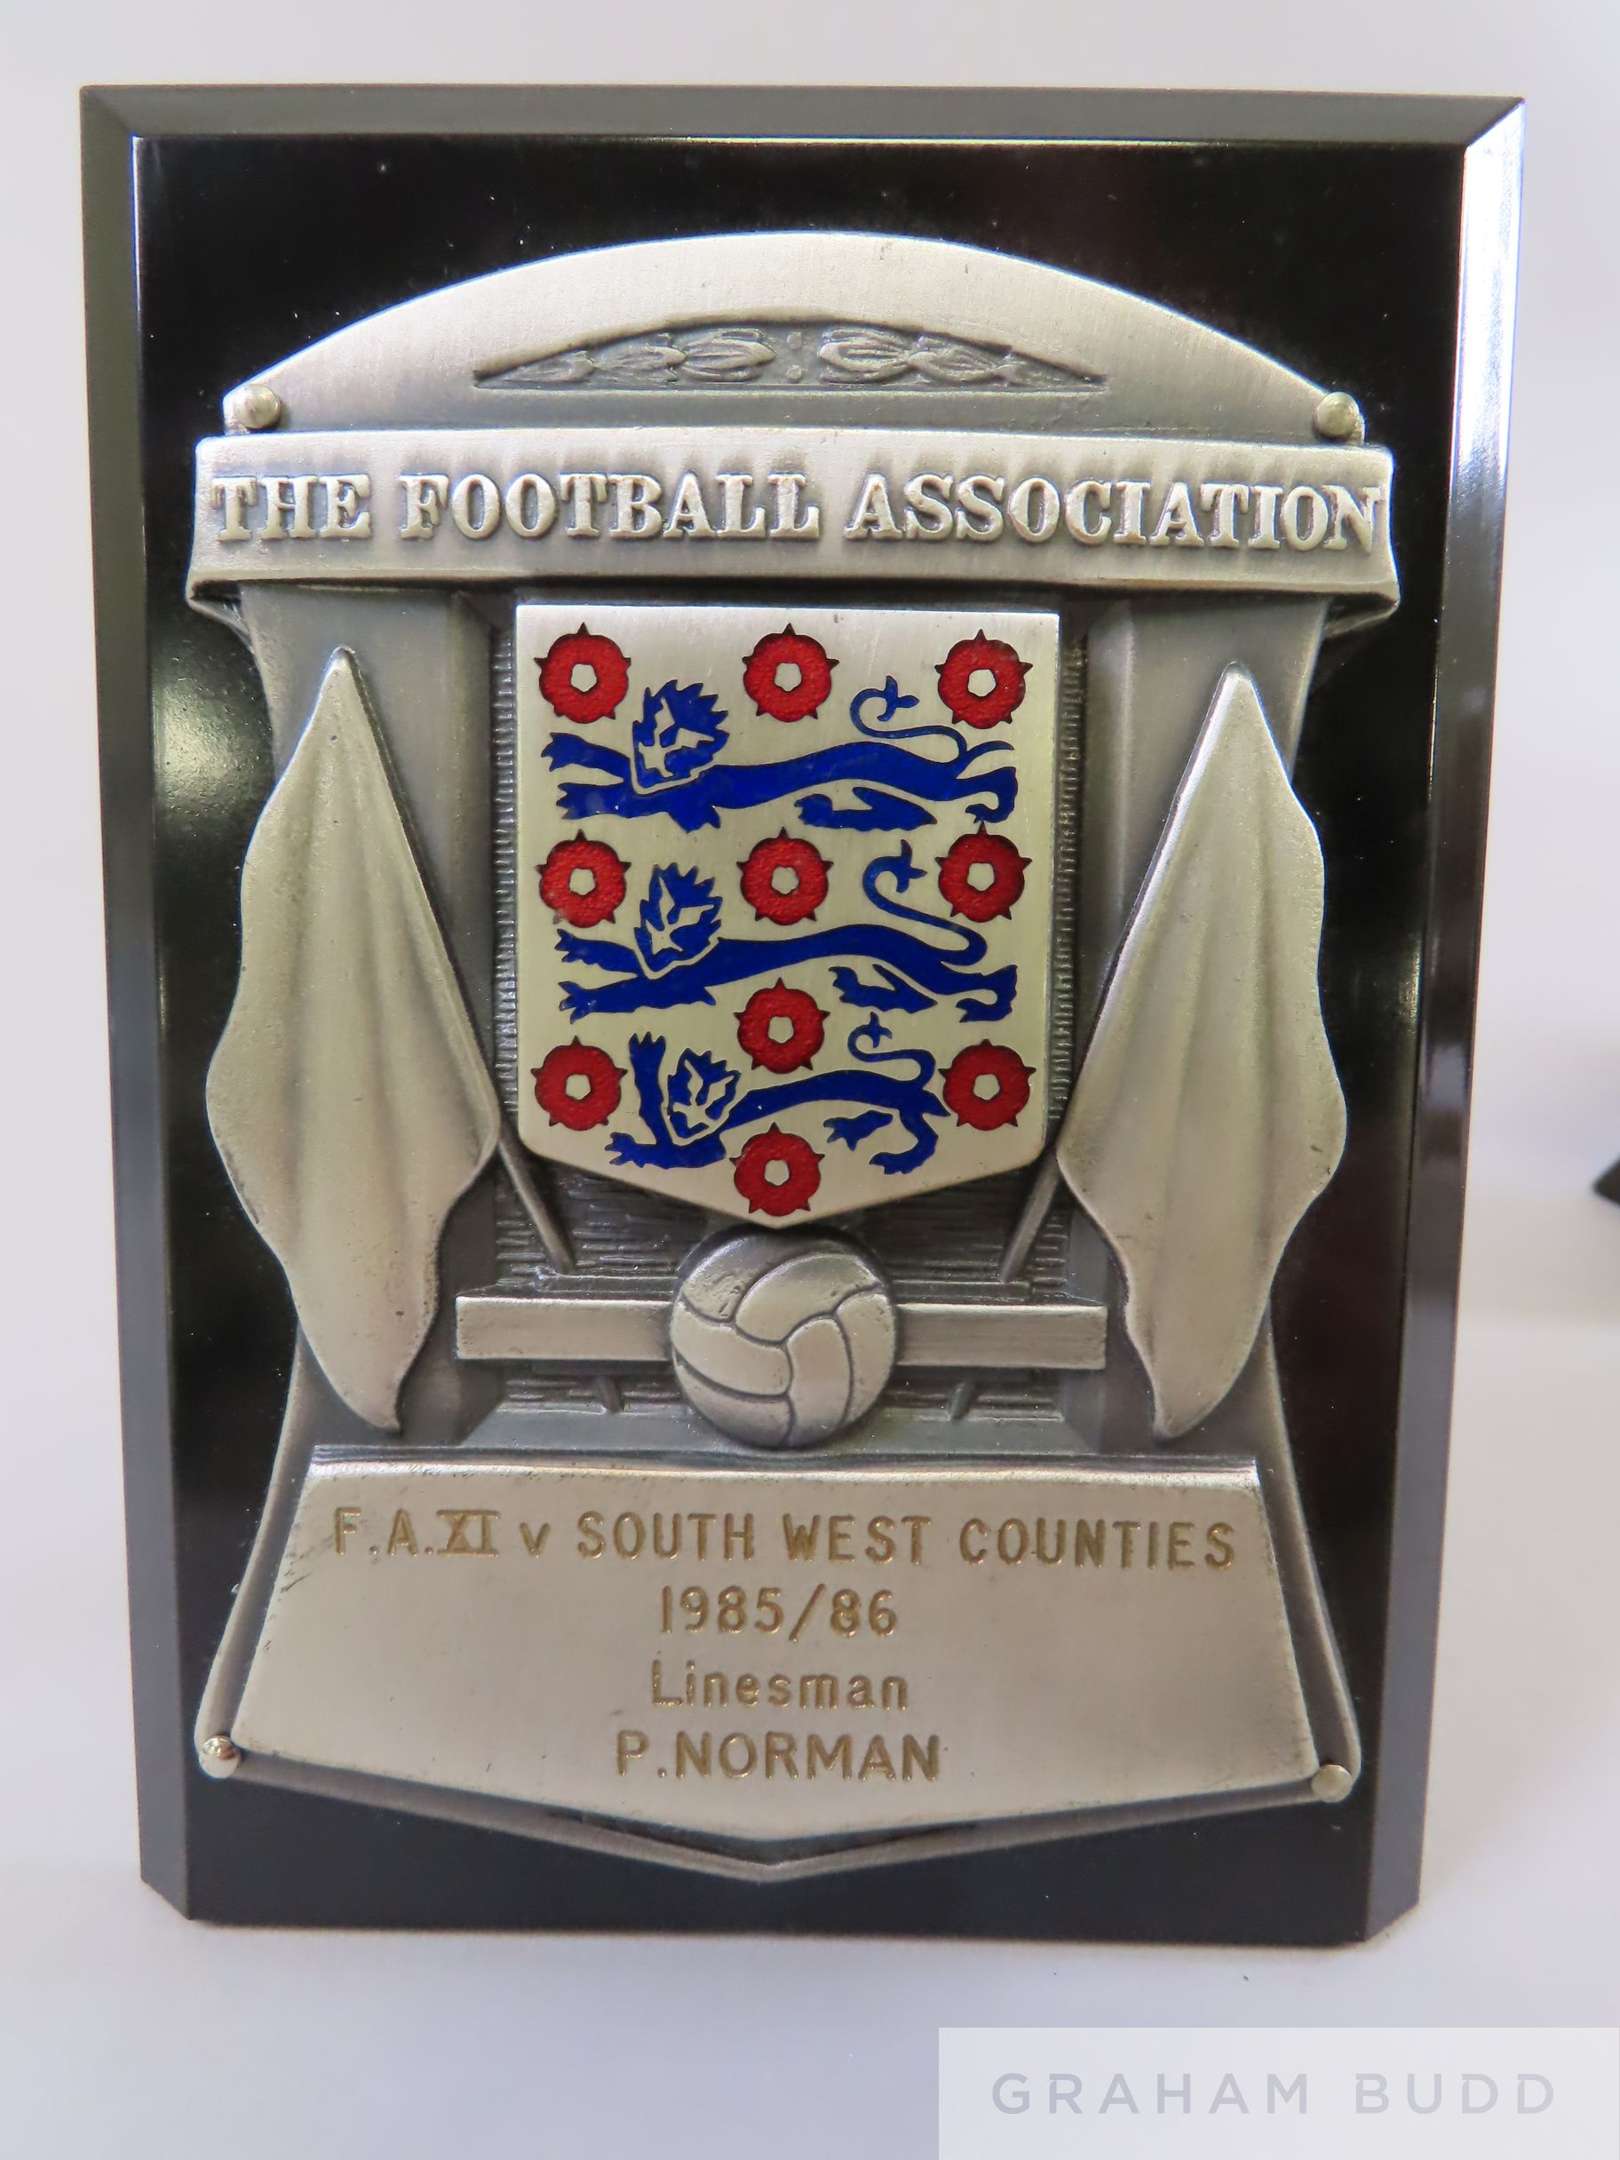 THE FOOTBALL ASSOCIATION
F.A.XI v SOUTH WEST COUNTIES
1985/86
Linesman
P.NORMAN
GRAHAM BUDD